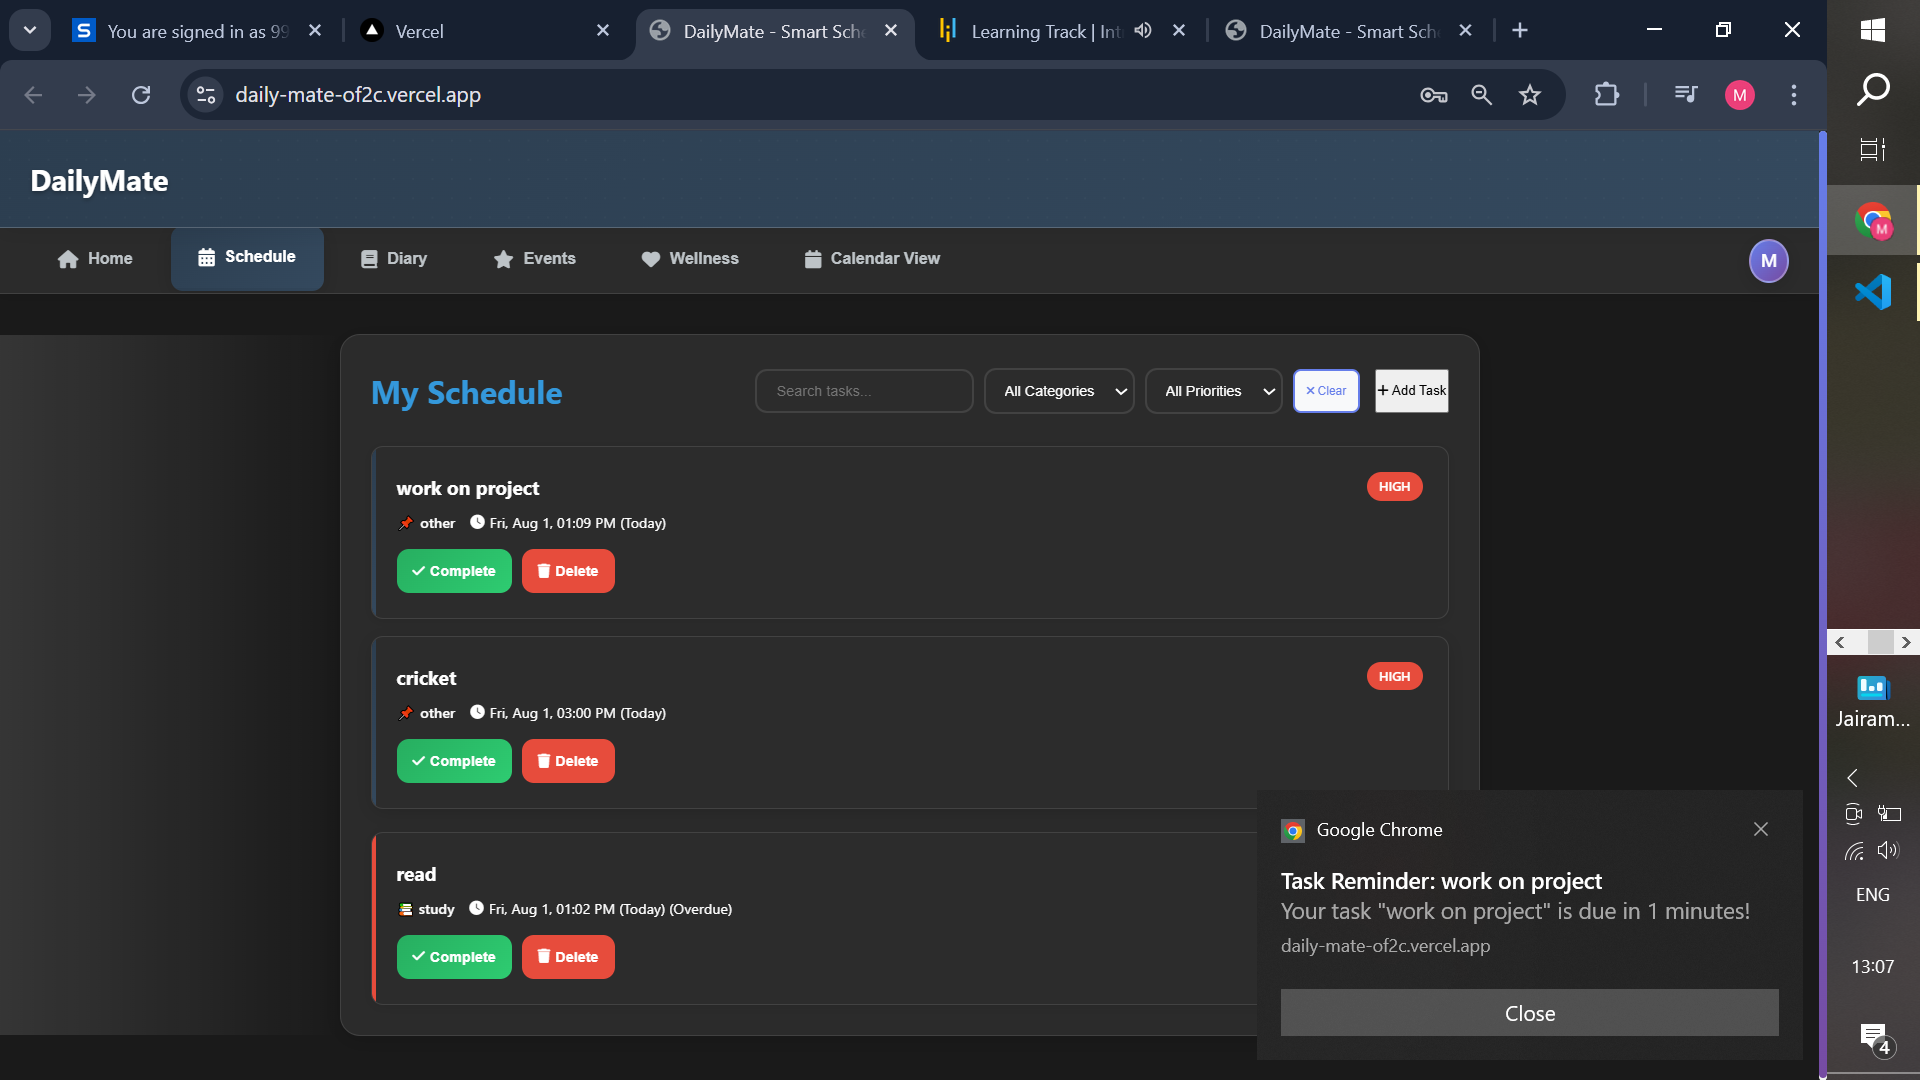 You are signed in as 99
Vercel
DailyMate - Smart Sche
Learning Track | Int
DailyMate - Smart Sch
daily-mate-of2c.vercel.app
M
DailyMate
Home
Schedule
Diary
Events
Wellness
Calendar View
M
My Schedule
Search tasks...
All Categories
All Priorities
× Clear
+ Add Task
work on project
HIGH
other Fri, Aug 1, 01:09 PM (Today)
Complete
Delete
cricket
HIGH
other Fri, Aug 1, 03:00 PM (Today)
Complete
Delete
read
study Fri, Aug 1, 01:02 PM (Today) (Overdue)
Complete
Delete
Google Chrome
Task Reminder: work on project
Your task "work on project" is due in 1 minutes!
daily-mate-of2c.vercel.app
Close
M
Jairam...
ENG
13:07
4